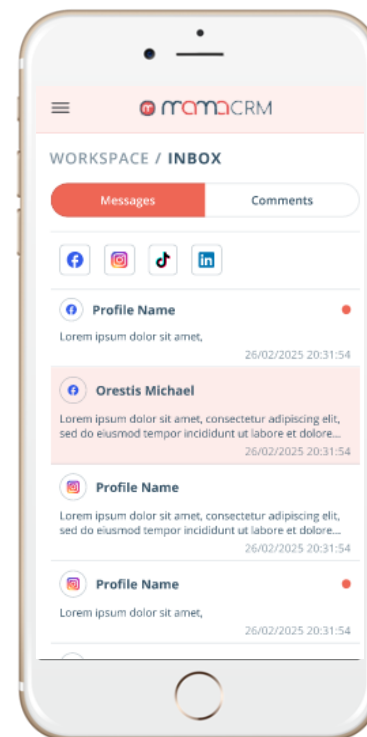 mamaCRM
WORKSPACE / INBOX
Messages
Comments
Profile Name
Lorem ipsum dolor sit amet,
26/02/2025 20:31:54
Orestis Michael
Lorem ipsum dolor sit amet, consectetur adipiscing elit,
sed do eiusmod tempor incididunt ut labore et dolore...
26/02/2025 20:31:54
Profile Name
Lorem ipsum dolor sit amet, consectetur adipiscing elit,
sed do eiusmod tempor incididunt ut labore et dolore...
26/02/2025 20:31:54
Profile Name
Lorem ipsum dolor sit amet,
26/02/2025 20:31:54